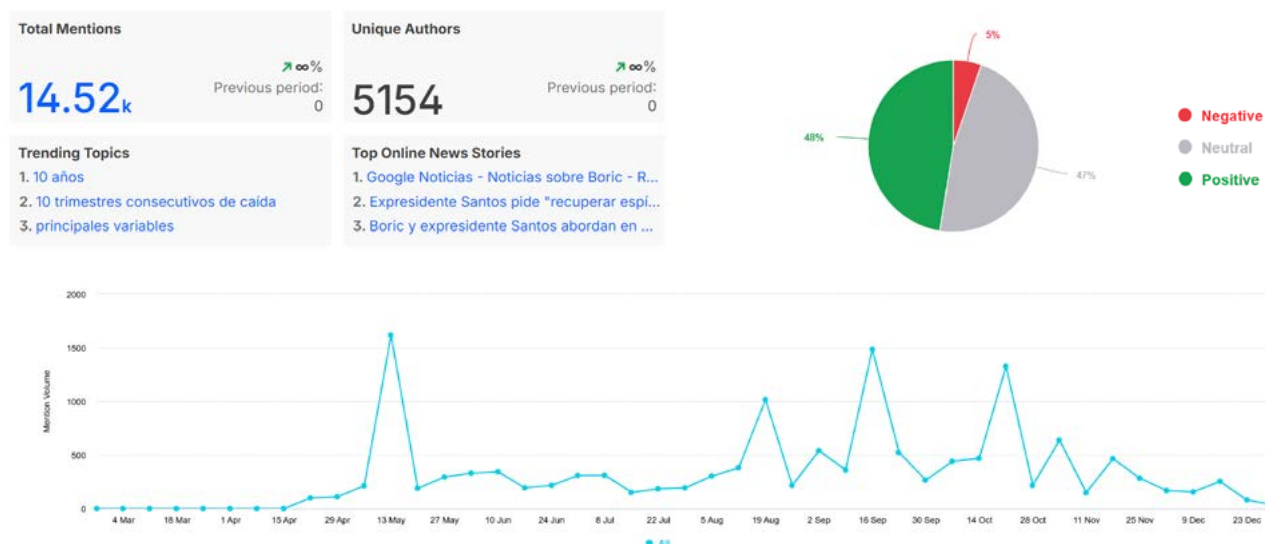 Total Mentions
∞%
14.52k
Previous period:
0
Unique Authors
∞%
5154
Previous period:
0
Trending Topics
1. 10 años
2. 10 trimestres consecutivos de caída
3. principales variables
Top Online News Stories
1. Google Noticias - Noticias sobre Boric - R...
2. Expresidente Santos pide "recuperar espí...
3. Boric y expresidente Santos abordan en ...
5%
48%
47%
Negative
Neutral
Positive
Mention Volume
2000
1500
1000
500
0
4 Mar 18 Mar 1 Apr 15 Apr 29 Apr 13 May 27 May 10 Jun 24 Jun 8 Jul 22 Jul 5 Aug 19 Aug 2 Sep 16 Sep 30 Sep 14 Oct 28 Oct 11 Nov 25 Nov 9 Dec 23 Dec